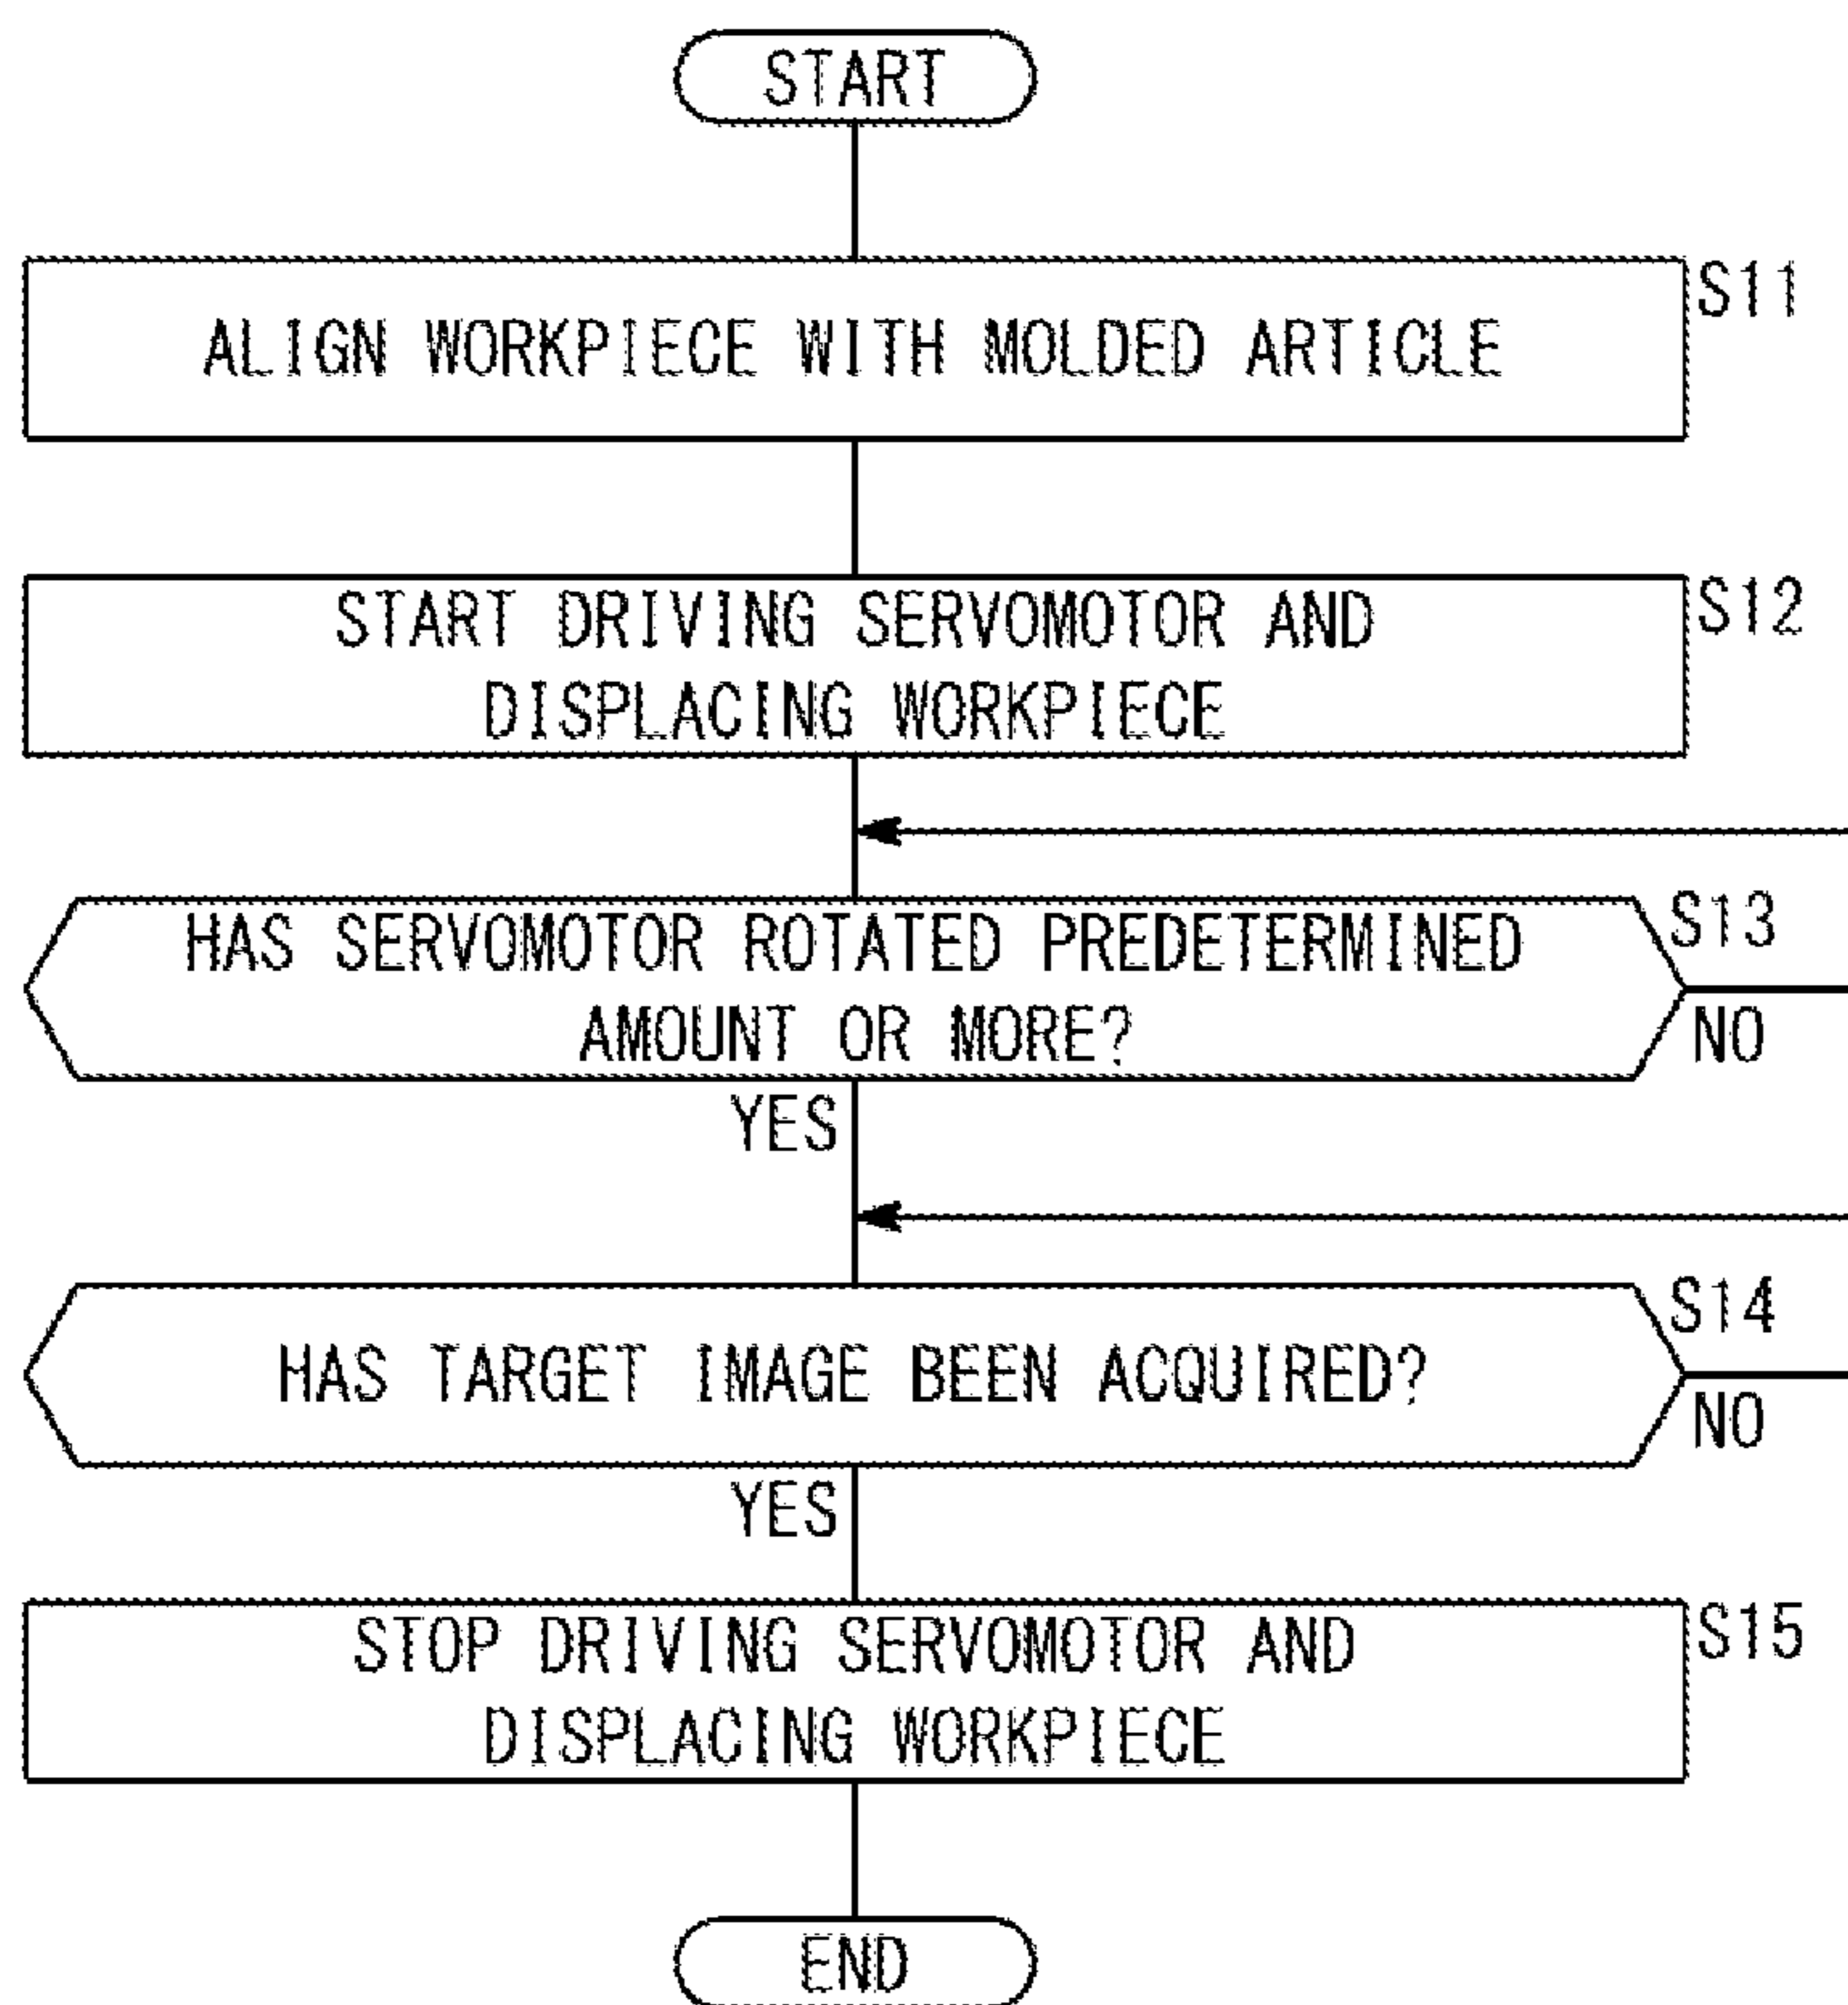 START
S11
ALIGN WORKPIECE WITH MOLDED ARTICLE
S12
START DRIVING SERVOMOTOR AND
DISPLACING WORKPIECE
S13
HAS SERVOMOTOR ROTATED PREDETERMINED
AMOUNT OR MORE?
NO
YES
S14
HAS TARGET IMAGE BEEN ACQUIRED?
NO
YES
S15
STOP DRIVING SERVOMOTOR AND
DISPLACING WORKPIECE
END